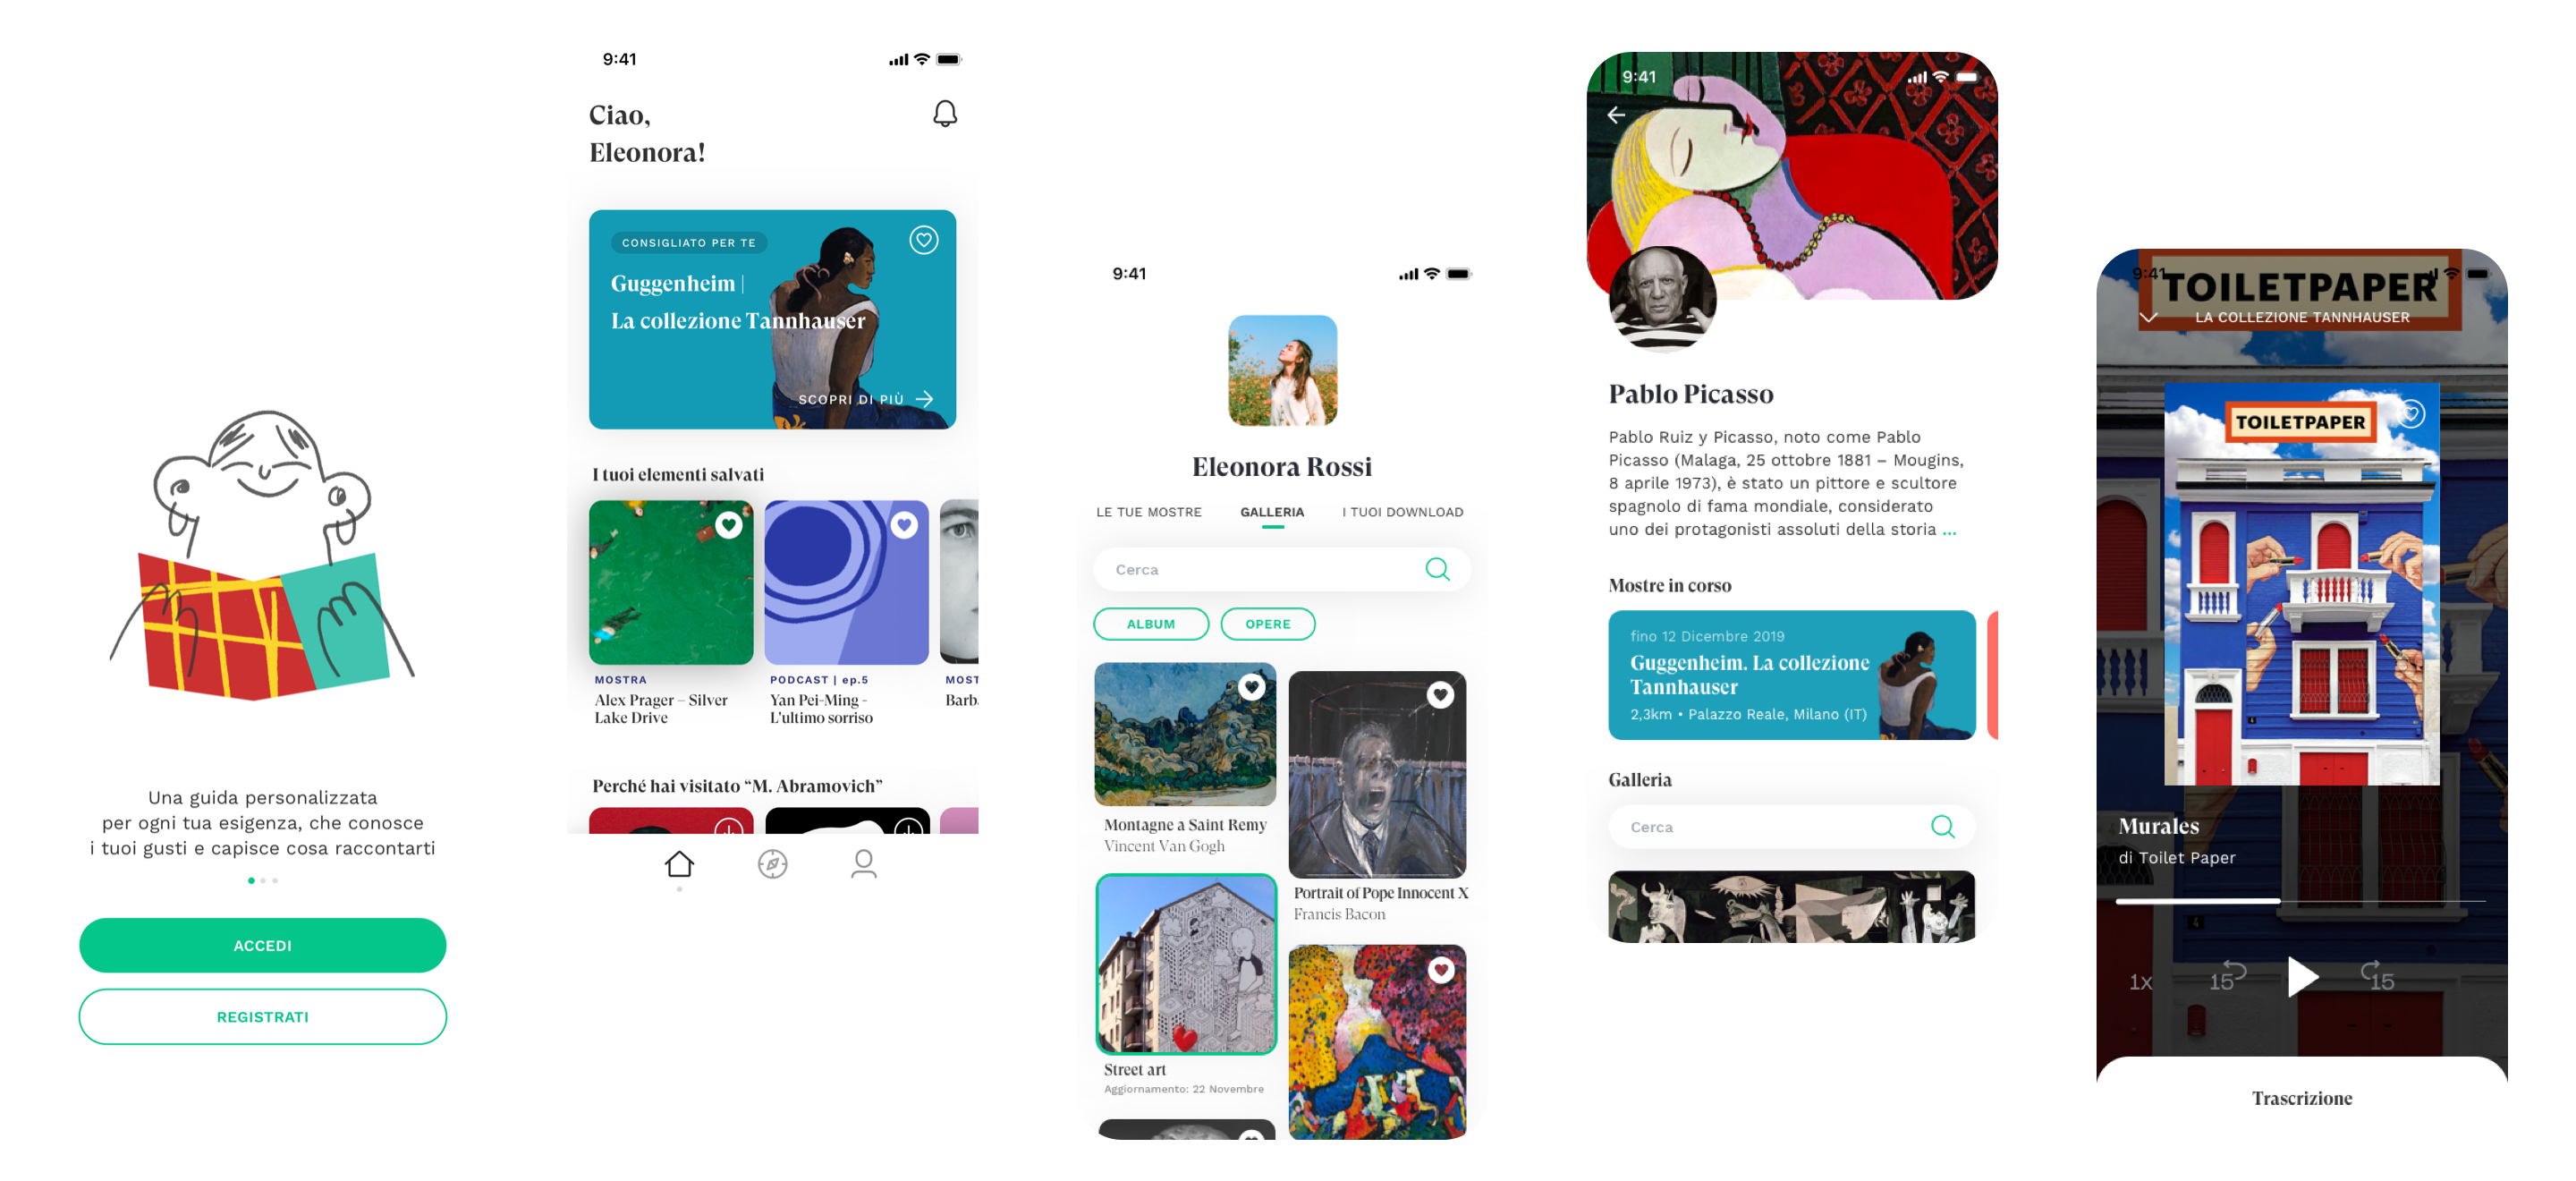 Una guida personalizzata
per ogni tua esigenza, che conosce
i tuoi gusti e capisce cosa raccontarti
ACCEDI
REGISTRATI
9:41
Ciao,
Eleonora!
CONSIGLIATO PER TE
Guggenheim |
La collezione Tannhauser
SCOPRI DI PIÙ
I tuoi elementi salvati
MOSTRA
Alex Prager – Silver
Lake Drive
PODCAST | ep.5
Yan Pei-Ming -
L'ultimo sorriso
MOST
Barb
Perché hai visitato “M. Abramovich”
9:41
Eleonora Rossi
LE TUE MOSTRE
GALLERIA
I TUOI DOWNLOAD
Cerca
ALBUM
OPERE
Montagne a Saint Remy
Vincent Van Gogh
Portrait of Pope Innocent X
Francis Bacon
Street art
Aggiornamento: 22 Novembre
9:41
Pablo Picasso
Pablo Ruiz y Picasso, noto come Pablo
Picasso (Malaga, 25 ottobre 1881 – Mougins,
8 aprile 1973), è stato un pittore e scultore
spagnolo di fama mondiale, considerato
uno dei protagonisti assoluti della storia ...
Mostre in corso
fino 12 Dicembre 2019
Guggenheim. La collezione
Tannhauser
2,3km • Palazzo Reale, Milano (IT)
Galleria
Cerca
9:41
TOILETPAPER
LA COLLEZIONE TANNHAUSER
TOILETPAPER
Murales
di Toilet Paper
1x
15
15
Trascrizione